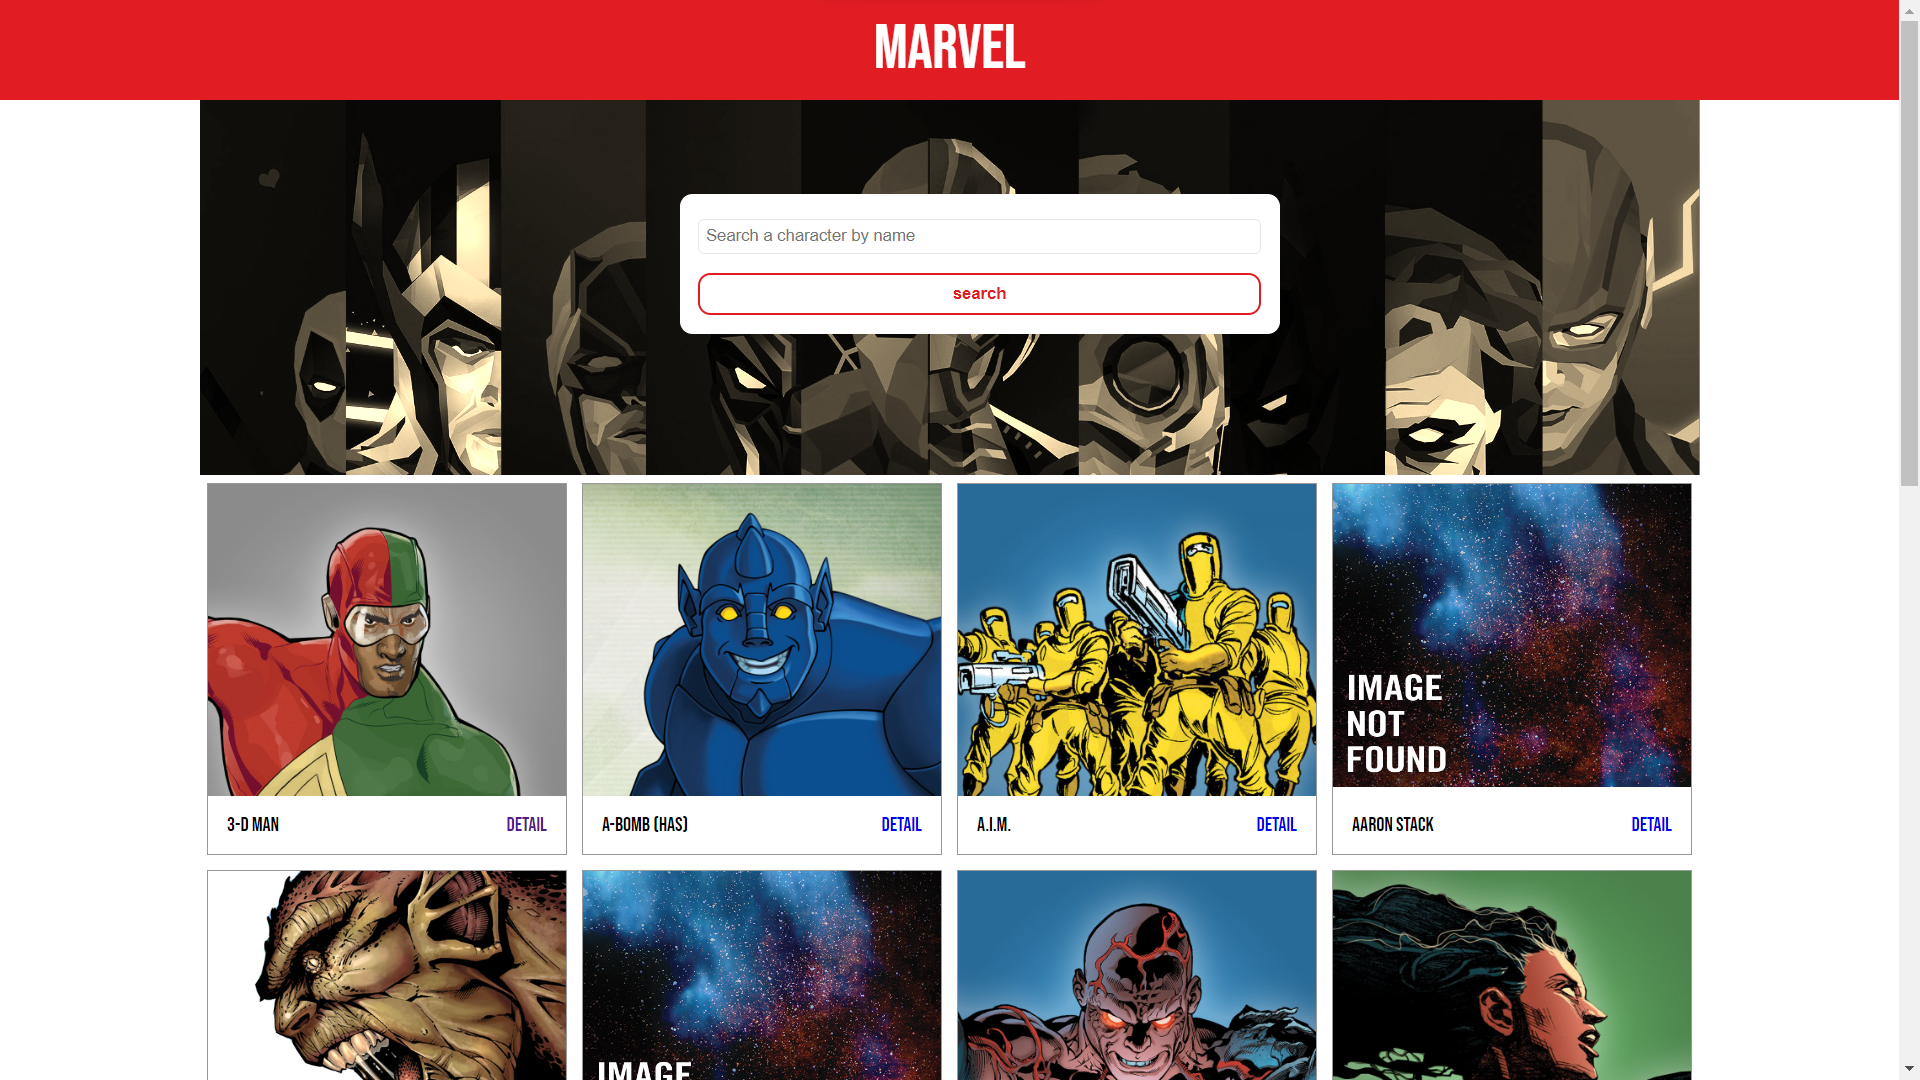 MARVEL
Search a character by name
search
IMAGE
NOT
FOUND
3-D MAN
DETAIL
A-BOMB (HAS)
DETAIL
A.I.M.
DETAIL
AARON STACK
DETAIL
IMAGE